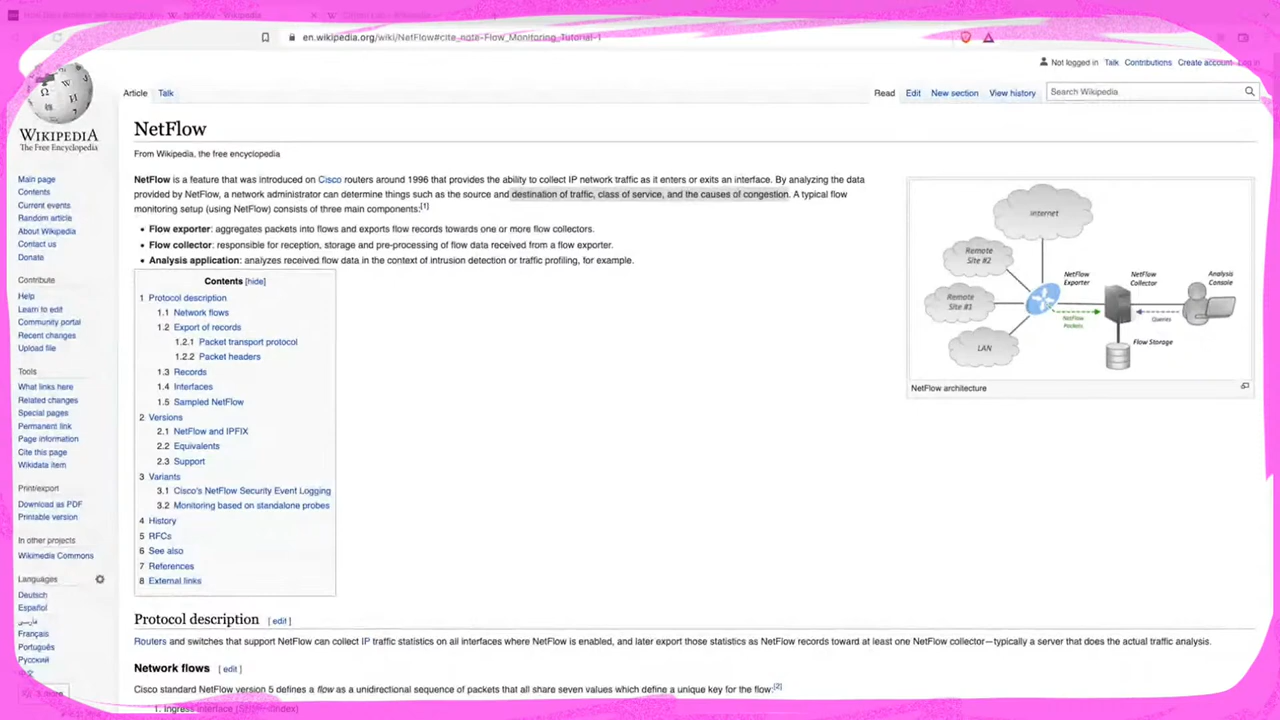 en.wikipedia.org/wiki/NetFlow#cite_note-Flow_Monitoring_Tutorial-1
Not logged in Talk Contributions Create account Log in
Article Talk
Read Edit New section View history
Search Wikipedia
WIKIPEDIA
The Free Encyclopedia
NetFlow
From Wikipedia, the free encyclopedia
NetFlow is a feature that was introduced on Cisco routers around 1996 that provides the ability to collect IP network traffic as it enters or exits an interface. By analyzing the data
provided by NetFlow, a network administrator can determine things such as the source and destination of traffic, class of service, and the causes of congestion. A typical flow
monitoring setup (using NetFlow) consists of three main components:[1]
• Flow exporter: aggregates packets into flows and exports flow records towards one or more flow collectors.
• Flow collector: responsible for reception, storage and pre-processing of flow data received from a flow exporter.
• Analysis application: analyzes received flow data in the context of intrusion detection or traffic profiling, for example.
Main page
Contents
Current events
Random article
About Wikipedia
Contact us
Donate
Contribute
Help
Learn to edit
Community portal
Recent changes
Upload file
Tools
What links here
Related changes
Special pages
Permanent link
Page information
Cite this page
Wikidata item
Print/export
Download as PDF
Printable version
In other projects
Wikimedia Commons
Languages
Deutsch
Español
فارسی
Français
Português
Русский
中文
Contents [hide]
1 Protocol description
1.1 Network flows
1.2 Export of records
1.2.1 Packet transport protocol
1.2.2 Packet headers
1.3 Records
1.4 Interfaces
1.5 Sampled NetFlow
2 Versions
2.1 NetFlow and IPFIX
2.2 Equivalents
2.3 Support
3 Variants
3.1 Cisco's NetFlow Security Event Logging
3.2 Monitoring based on standalone probes
4 History
5 RFCs
6 See also
7 References
8 External links
Internet
Remote
Site #2
Remote
Site #1
LAN
NetFlow
Exporter
NetFlow
Packets
NetFlow
Collector
Queries
Analysis
Console
Flow Storage
NetFlow architecture
Protocol description [ edit ]
Routers and switches that support NetFlow can collect IP traffic statistics on all interfaces where NetFlow is enabled, and later export those statistics as NetFlow records toward at least one NetFlow collector—typically a server that does the actual traffic analysis.
Network flows [ edit ]
Cisco standard NetFlow version 5 defines a flow as a unidirectional sequence of packets that all share seven values which define a unique key for the flow:[2]
1. Ingress interface